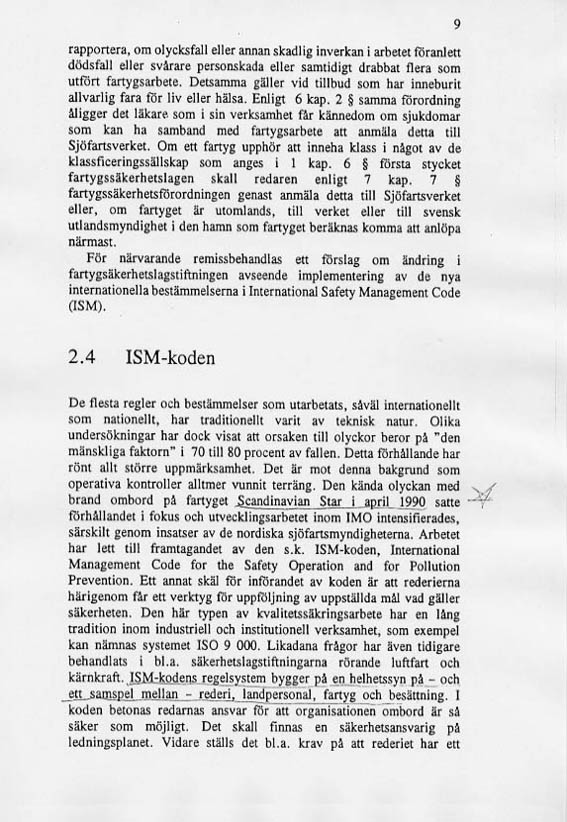 9
rapportera, om olycksfall eller annan skadlig inverkan i arbetet föranlett
dödsfall eller svårare personskada eller samtidigt drabbat flera som
utfört fartygsarbete. Detsamma gäller vid tillbud som har inneburit
allvarlig fara för liv eller hälsa. Enligt 6 kap. 2 § samma förordning
åligger det läkare som i sin verksamhet får kännedom om sjukdomar
som kan ha samband med fartygsarbete att anmäla detta till
Sjöfartsverket. Om ett fartyg upphör att inneha klass i något av de
klassficeringssällskap som anges i 1 kap. 6 § första stycket
fartygssäkerhetslagen skall redaren enligt 7 kap. 7 §
fartygssäkerhetsförordningen genast anmäla detta till Sjöfartsverket
eller, om fartyget är utomlands, till verket eller till svensk
utlandsmyndighet i den hamn som fartyget beräknas komma att anlöpa
närmast.
För närvarande remissbehandlas ett förslag om ändring i
fartygsäkerhetslagstiftningen avseende implementering av de nya
internationella bestämmelserna i International Safety Management Code
(ISM).
2.4 ISM-koden
De flesta regler och bestämmelser som utarbetats, såväl internationellt
som nationellt, har traditionellt varit av teknisk natur. Olika
undersökningar har dock visat att orsaken till olyckor beror på "den
mänskliga faktorn" i 70 till 80 procent av fallen. Detta förhållande har
rönt allt större uppmärksamhet. Det är mot denna bakgrund som
operativa kontroller alltmer vunnit terräng. Den kända olyckan med
brand ombord på fartyget Scandinavian Star i april 1990 satte
förhållandet i fokus och utvecklingsarbetet inom IMO intensifierades,
särskilt genom insatser av de nordiska sjöfartsmyndigheterna. Arbetet
har lett till framtagandet av den s.k. ISM-koden, International
Management Code for the Safety Operation and for Pollution
Prevention. Ett annat skäl för införandet av koden är att rederierna
härigenom får ett verktyg för uppföljning av uppställda mål vad gäller
säkerheten. Den här typen av kvalitetssäkringsarbete har en lång
tradition inom industriell och institutionell verksamhet, som exempel
kan nämnas systemet ISO 9 000. Likadana frågor har även tidigare
behandlats i bl.a. säkerhetslagstiftningarna rörande luftfart och
kärnkraft. ISM-kodens regelsystem bygger på en helhetssyn på – och
ett samspel mellan – rederi, landpersonal, fartyg och besättning. I
koden betonas redarnas ansvar för att organisationen ombord är så
säker som möjligt. Det skall finnas en säkerhetsansvarig på
ledningsplanet. Vidare ställs det bl.a. krav på att rederiet har ett